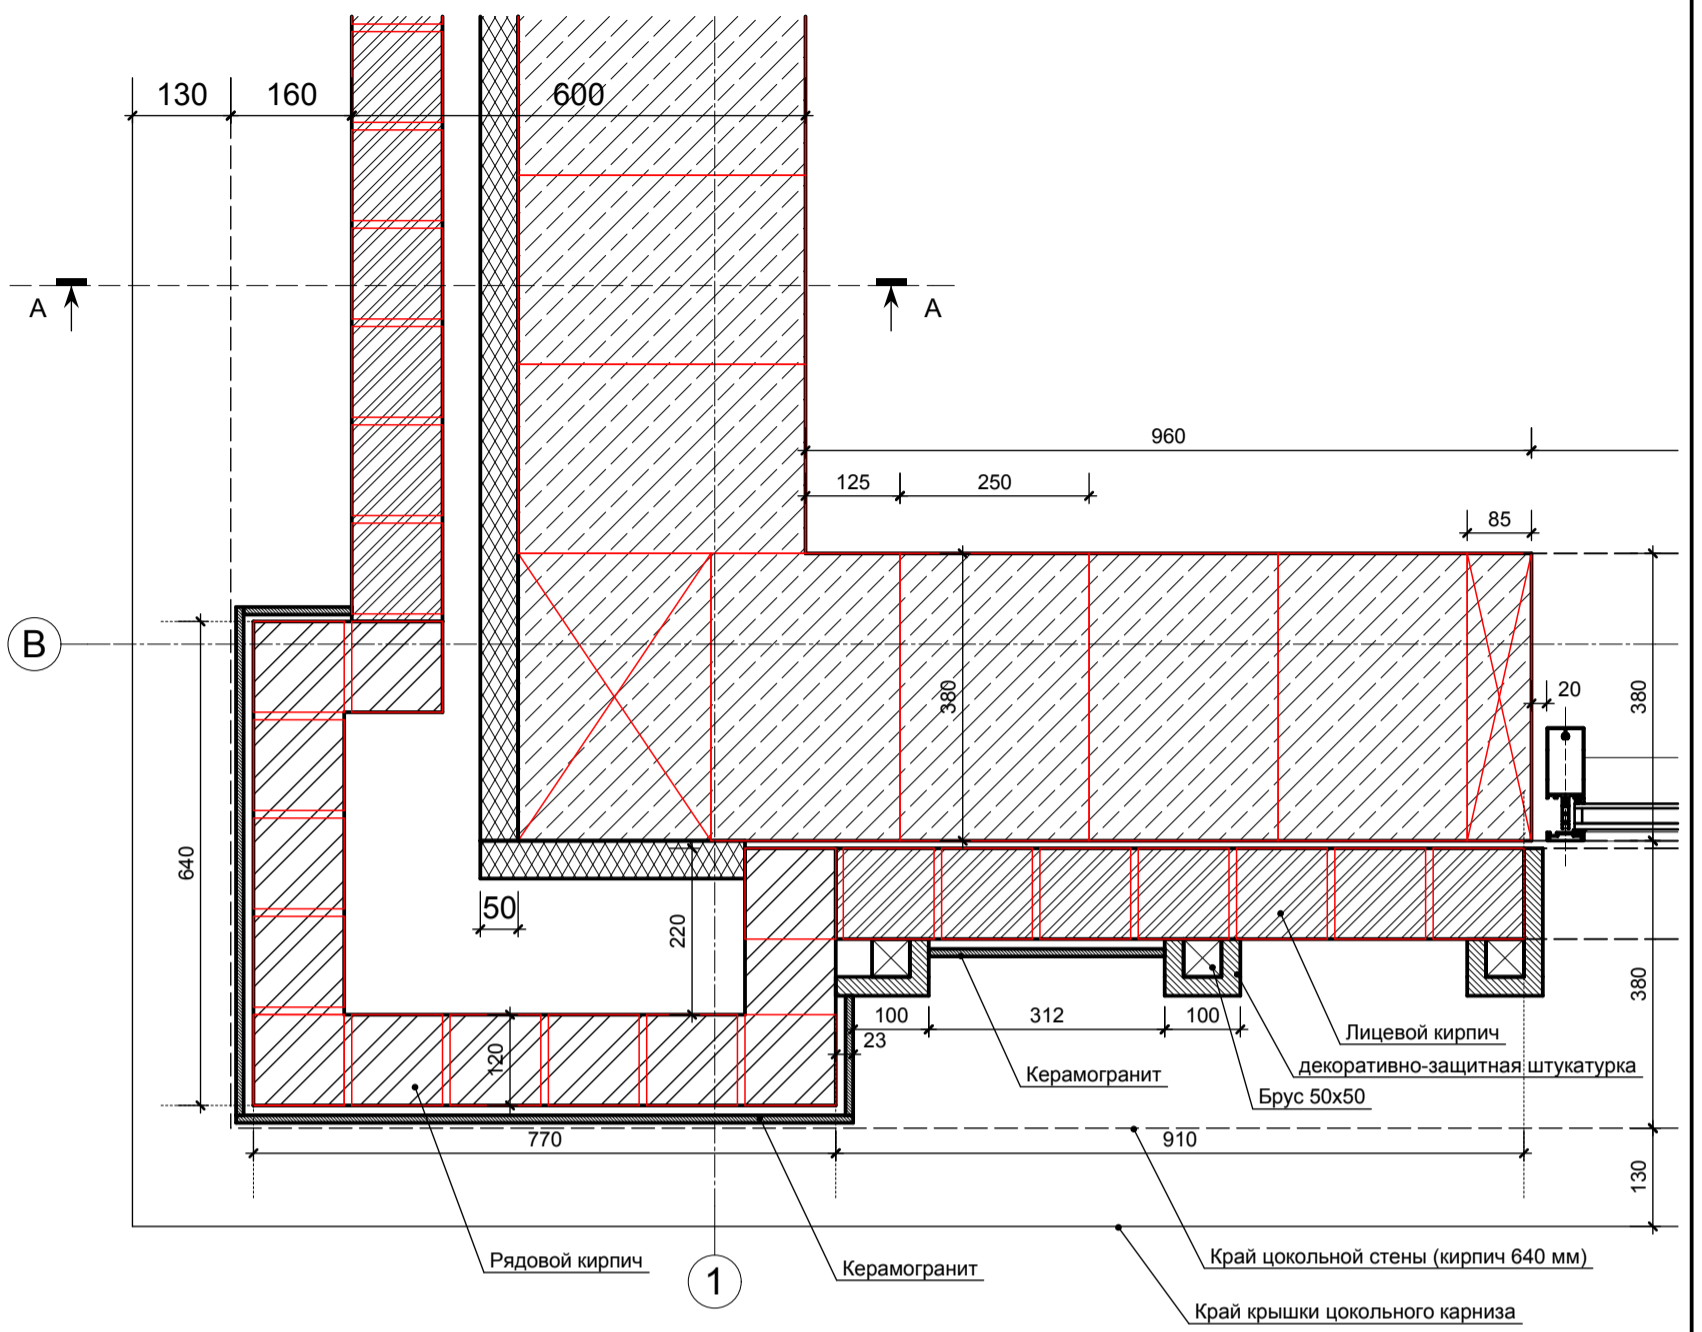 130 160 600
A A
960
125 250
85
B
380
20
380
640
50
220
120
100 312 100
23
380
Лицевой кирпич
декоративно-защитная штукатурка
Керамогранит
Брус 50х50
770 910
130
Рядовой кирпич
Керамогранит
1
Край цокольной стены (кирпич 640 мм)
Край крышки цокольного карниза